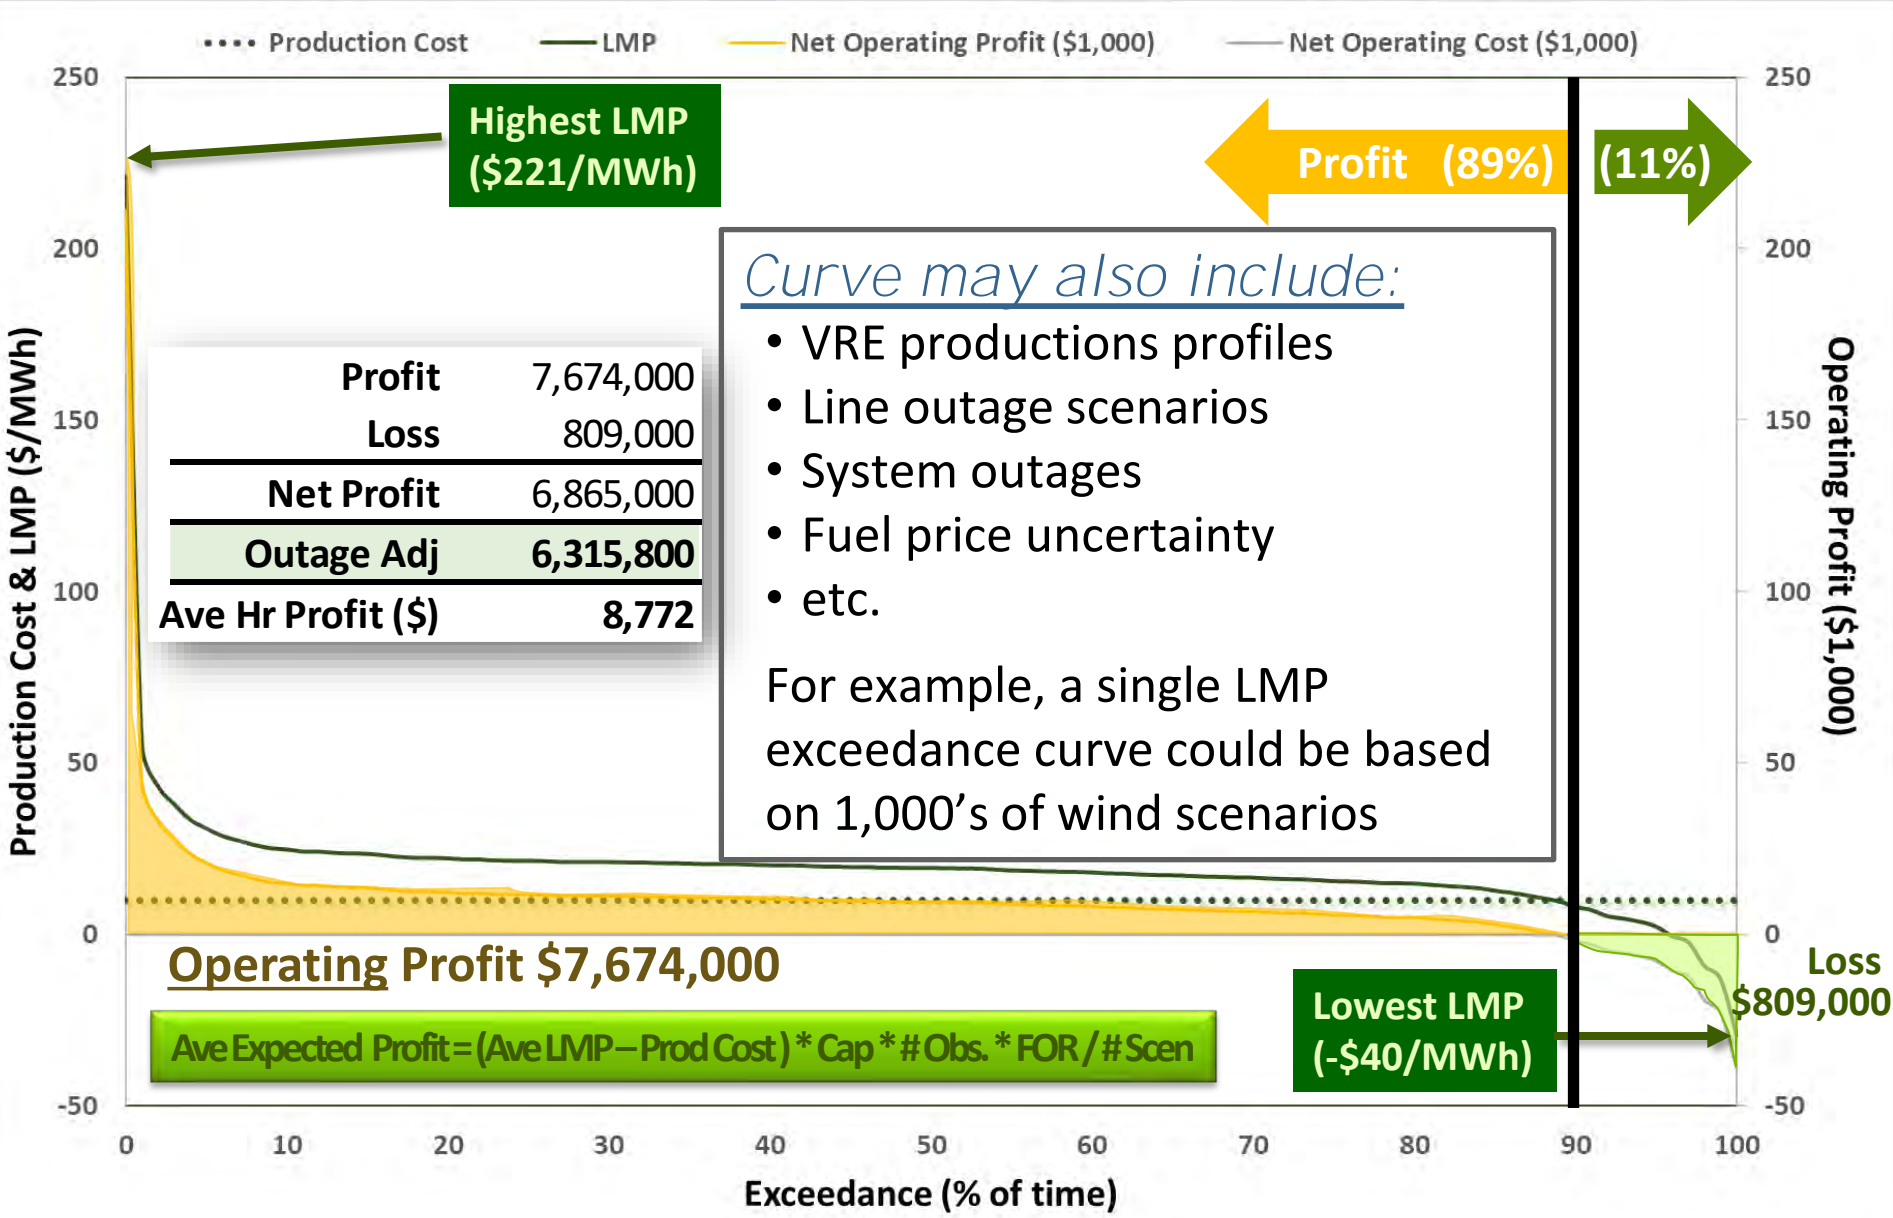 Production Cost
LMP
Net Operating Profit ($1,000)
Net Operating Cost ($1,000)
250
200
150
100
50
0
-50
Production Cost & LMP ($/MWh)
Highest LMP
($221/MWh)
Profit (89%)
(11%)
250
200
150
100
50
0
-50
Operating Profit ($1,000)
Curve may also include:
• VRE productions profiles
• Line outage scenarios
• System outages
• Fuel price uncertainty
• etc.
For example, a single LMP
exceedance curve could be based
on 1,000’s of wind scenarios
Profit 7,674,000
Loss 809,000
Net Profit 6,865,000
Outage Adj 6,315,800
Ave Hr Profit ($) 8,772
Operating Profit $7,674,000
Ave Expected Profit = (Ave LMP – Prod Cost) * Cap * # Obs. * FOR / # Scen
Lowest LMP
(-$40/MWh)
Loss
$809,000
0 10 20 30 40 50 60 70 80 90 100
Exceedance (% of time)